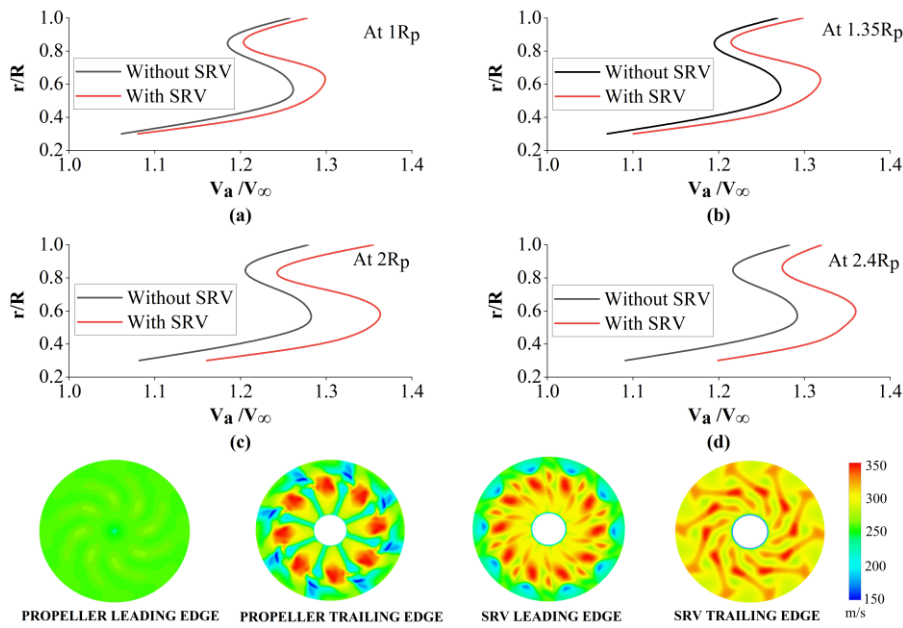 1.0
0.8
0.6
0.4
0.2
r/R
At 1Rp
Without SRV
With SRV
1.0 1.1 1.2 1.3 1.4
Va /V∞
(a)
1.0
0.8
0.6
0.4
0.2
r/R
At 1.35Rp
Without SRV
With SRV
1.0 1.1 1.2 1.3 1.4
Va /V∞
(b)
1.0
0.8
0.6
0.4
0.2
r/R
At 2Rp
Without SRV
With SRV
1.0 1.1 1.2 1.3 1.4
Va /V∞
(c)
1.0
0.8
0.6
0.4
0.2
r/R
At 2.4Rp
Without SRV
With SRV
1.0 1.1 1.2 1.3 1.4
Va /V∞
(d)
350
300
250
200
150
m/s
PROPELLER LEADING EDGE
PROPELLER TRAILING EDGE
SRV LEADING EDGE
SRV TRAILING EDGE